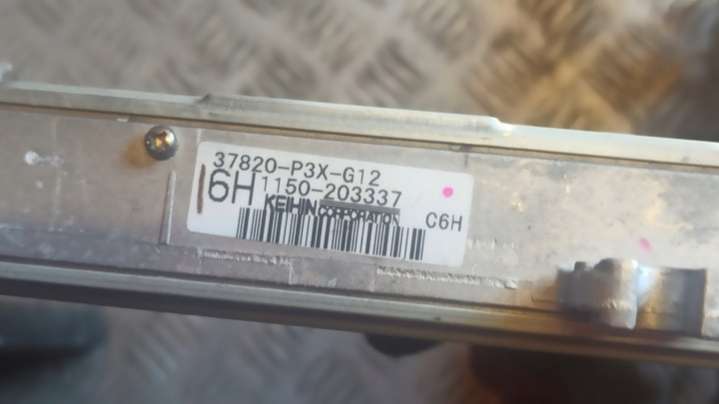 37820-P3X-G12
6H 1150-203337
KEIHIN CORPORATION C6H